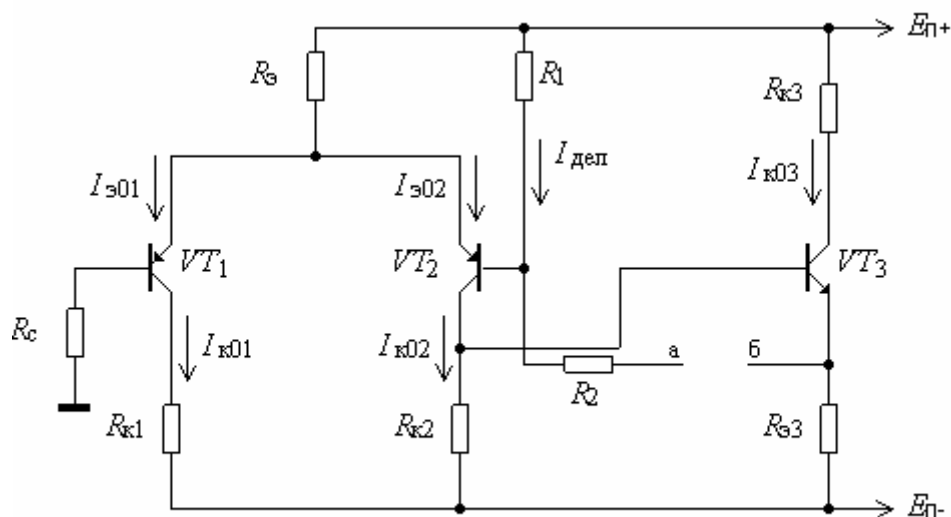 Eп+
Rэ
R1
Rк3
Iдел
Iэ01
Iэ02
Iк03
VT1
VT2
VT3
Rс
Iк01
Iк02
а
б
R2
Rк1
Rк2
Rэ3
Eп-